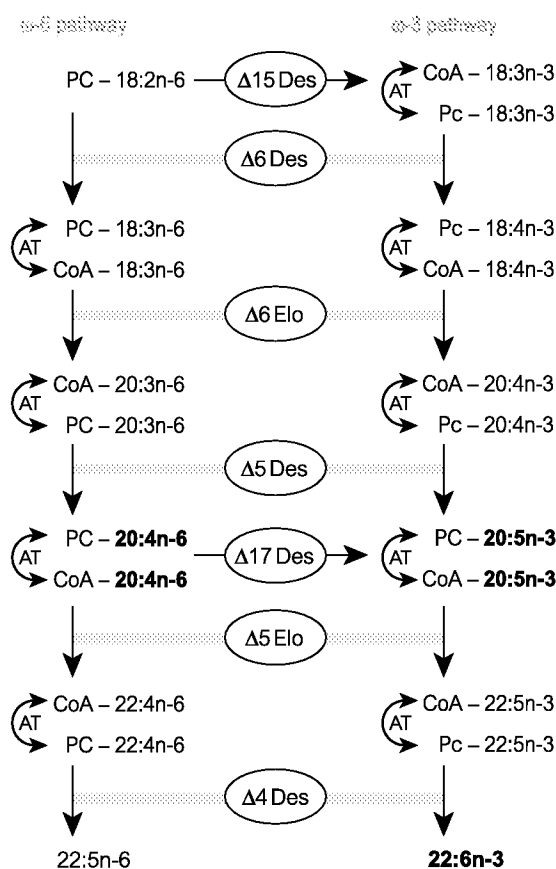 ω-6 pathway ω-3 pathway
PC – 18:2n-6 Δ15 Des CoA – 18:3n-3
AT
Pc – 18:3n-3
Δ6 Des
PC – 18:3n-6 Pc – 18:4n-3
AT AT
CoA – 18:3n-6 CoA – 18:4n-3
Δ6 Elo
CoA – 20:3n-6 CoA – 20:4n-3
AT AT
PC – 20:3n-6 Pc – 20:4n-3
Δ5 Des
PC – 20:4n-6 Δ17 Des PC – 20:5n-3
AT AT
CoA – 20:4n-6 CoA – 20:5n-3
Δ5 Elo
CoA – 22:4n-6 CoA – 22:5n-3
AT AT
PC – 22:4n-6 Pc – 22:5n-3
Δ4 Des
22:5n-6 22:6n-3